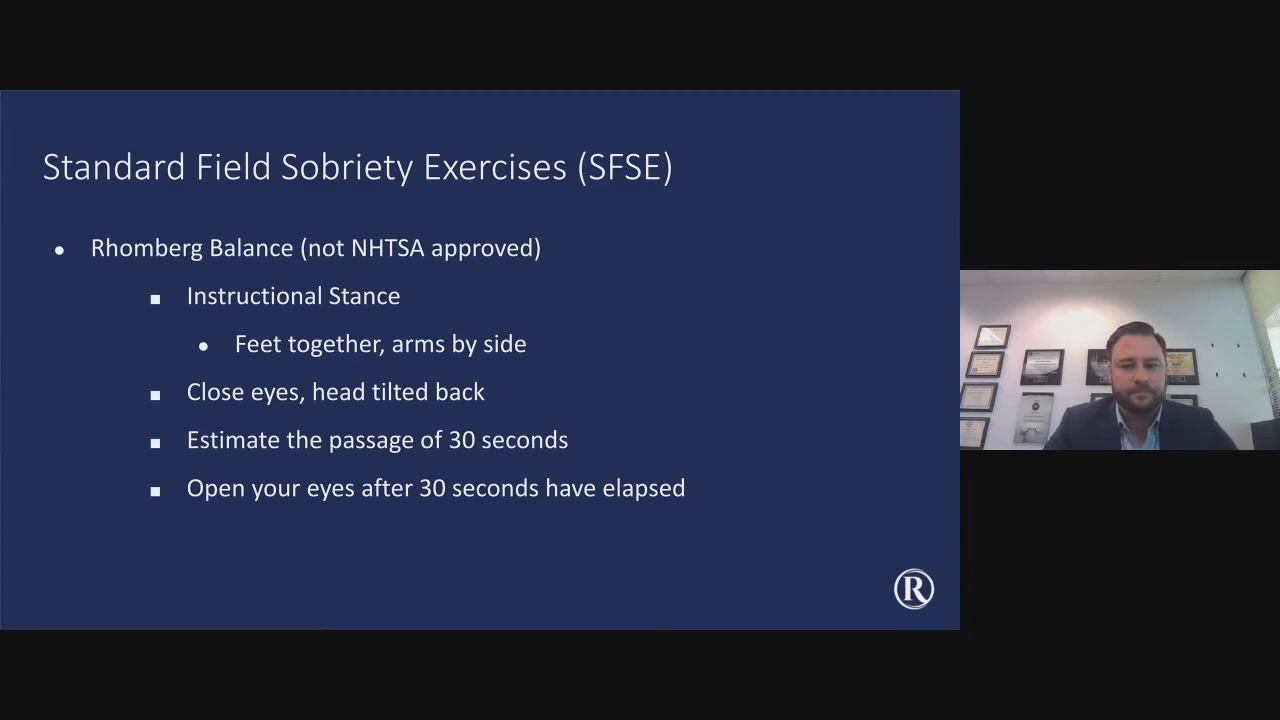 Standard Field Sobriety Exercises (SFSE)
Rhomberg Balance (not NHTSA approved)
Instructional Stance
Feet together, arms by side
Close eyes, head tilted back
Estimate the passage of 30 seconds
Open your eyes after 30 seconds have elapsed
R